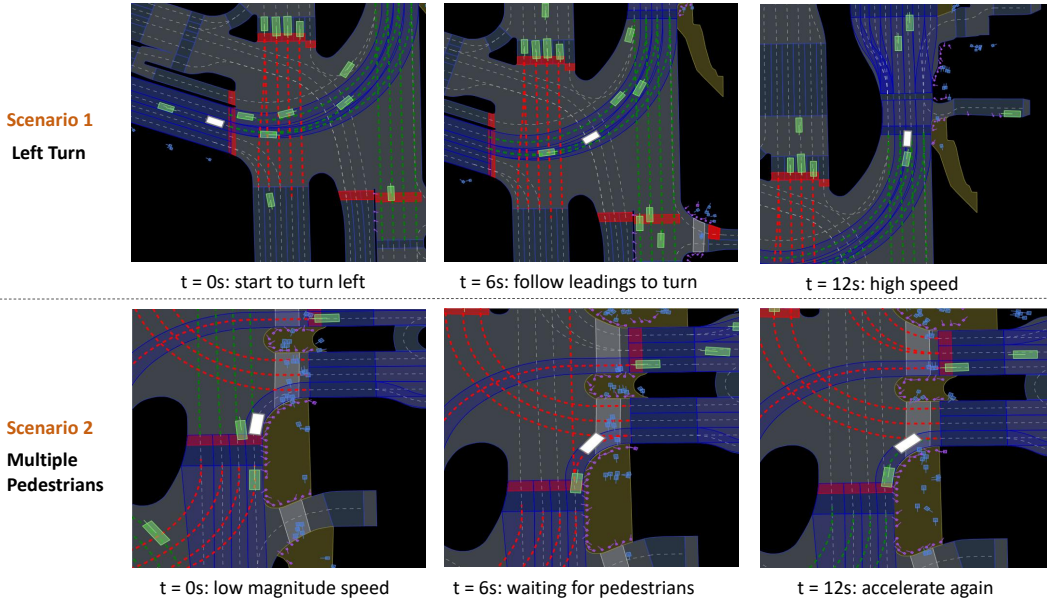 Scenario 1
Left Turn
t = 0s: start to turn left
t = 6s: follow leadings to turn
t = 12s: high speed
Scenario 2
Multiple
Pedestrians
t = 0s: low magnitude speed
t = 6s: waiting for pedestrians
t = 12s: accelerate again